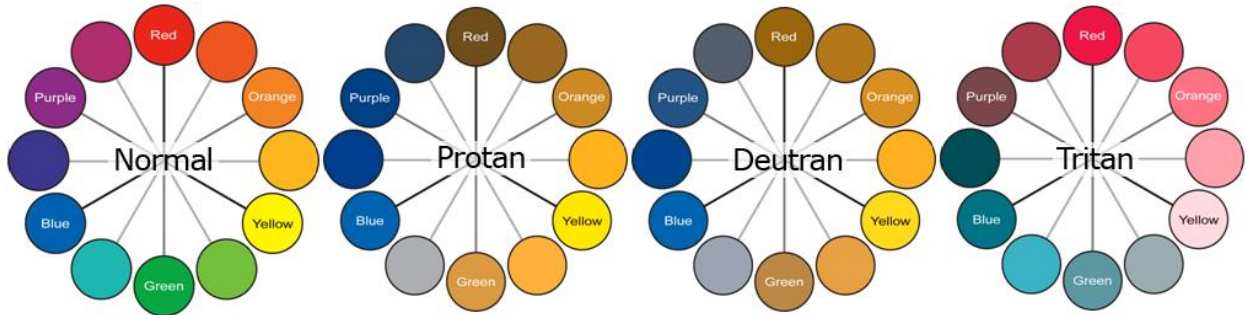 Red
Purple
Orange
Normal
Blue
Yellow
Green
Red
Purple
Orange
Protan
Blue
Yellow
Green
Red
Purple
Orange
Deutran
Blue
Yellow
Green
Red
Purple
Orange
Tritan
Blue
Yellow
Green